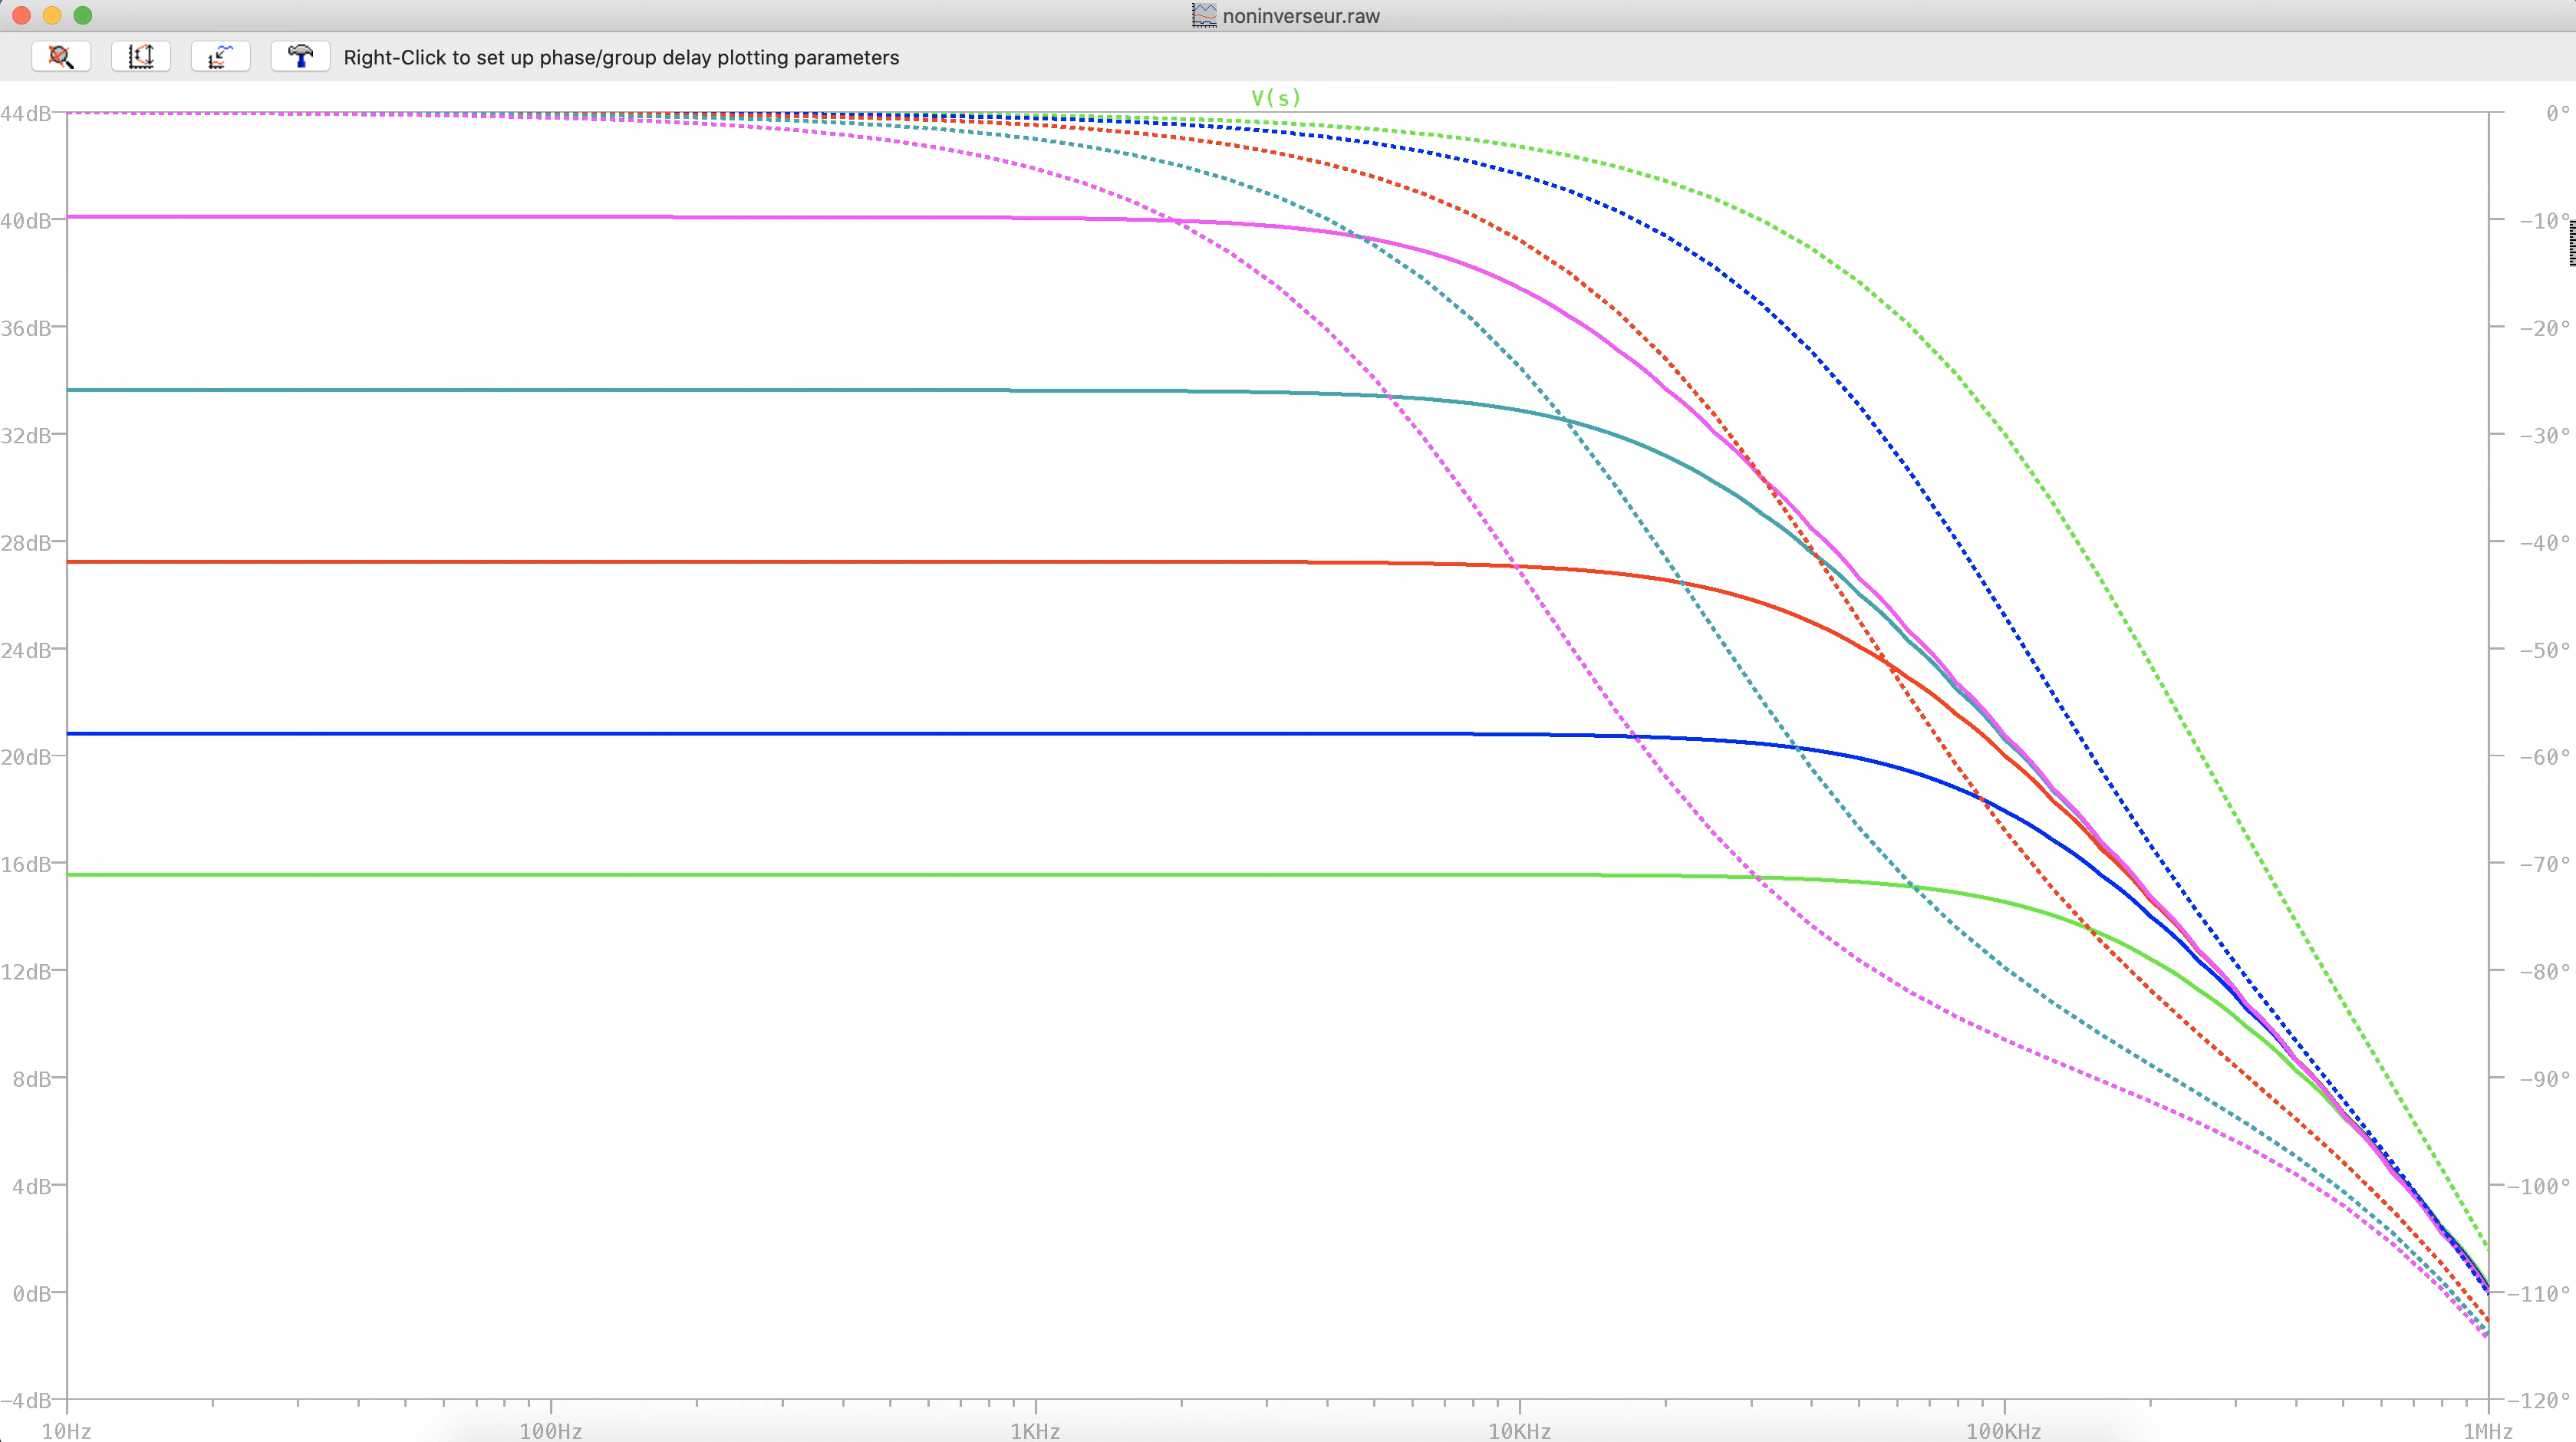 noninverseur.raw
Right-Click to set up phase/group delay plotting parameters
V(s)
44dB 0°
40dB -10°
36dB -20°
32dB -30°
28dB -40°
24dB -50°
20dB -60°
16dB -70°
12dB -80°
8dB -90°
4dB -100°
0dB -110°
-4dB -120°
10Hz 100Hz 1KHz 10KHz 100KHz 1MHz